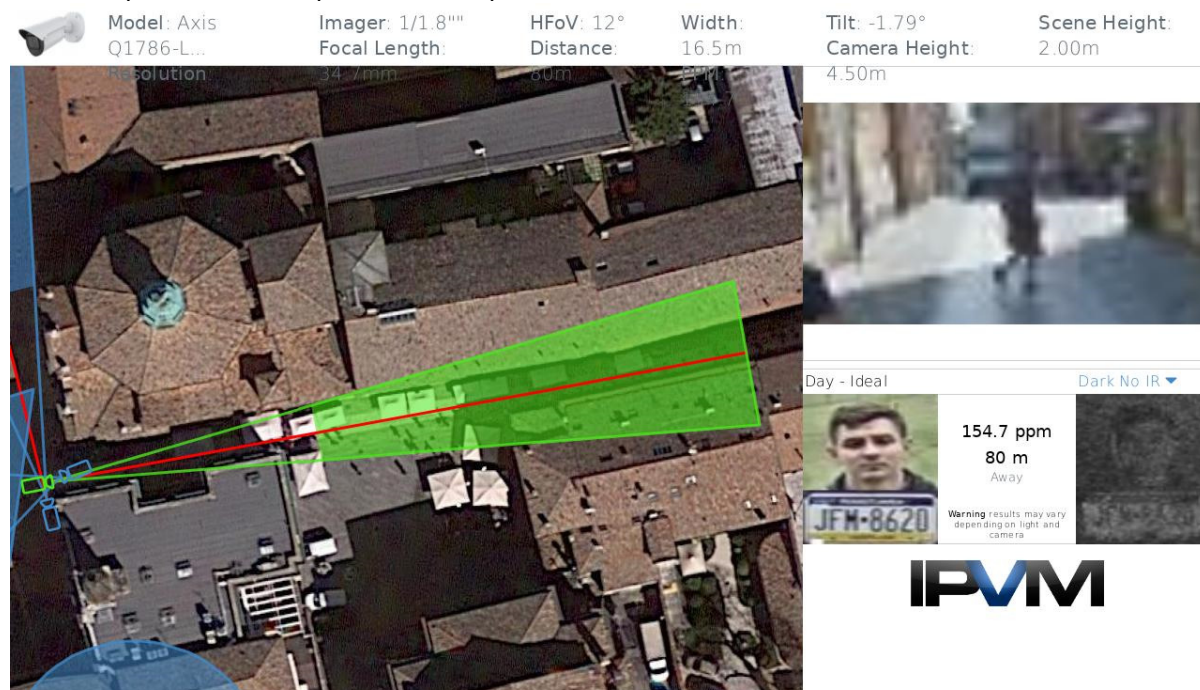 Model: Axis Q1786-L...
Resolution:
Imager: 1/1.8""
Focal Length: 34.7mm
HFoV: 12°
Distance: 80m
Width: 16.5m
PPM:
Tilt: -1.79°
Camera Height: 4.50m
Scene Height: 2.00m
Day - Ideal
Dark No IR
JFM·8620
154.7 ppm
80 m
Away
Warning results may vary
depending on light and
camera
IPVM